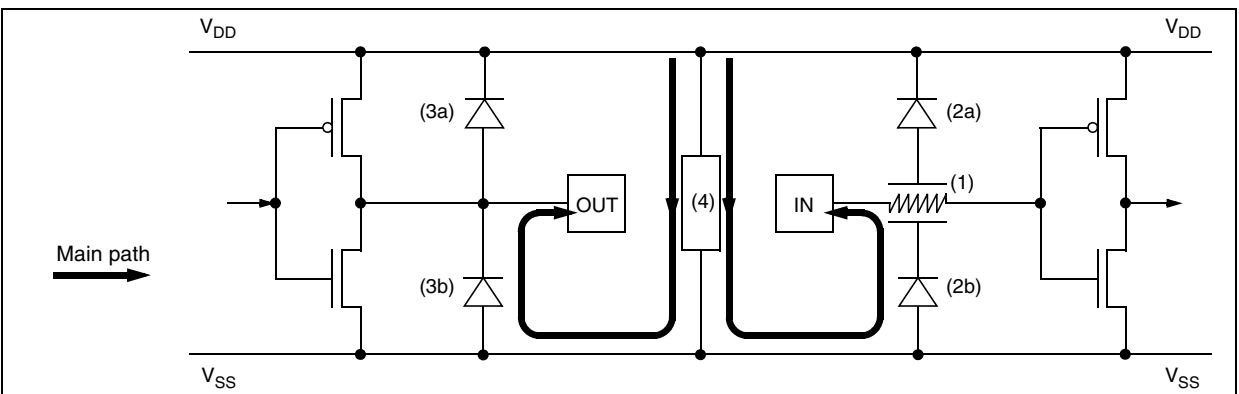 VDD
VDD
(3a)
(2a)
(1)
OUT
(4)
IN
Main path
(3b)
(2b)
VSS
VSS